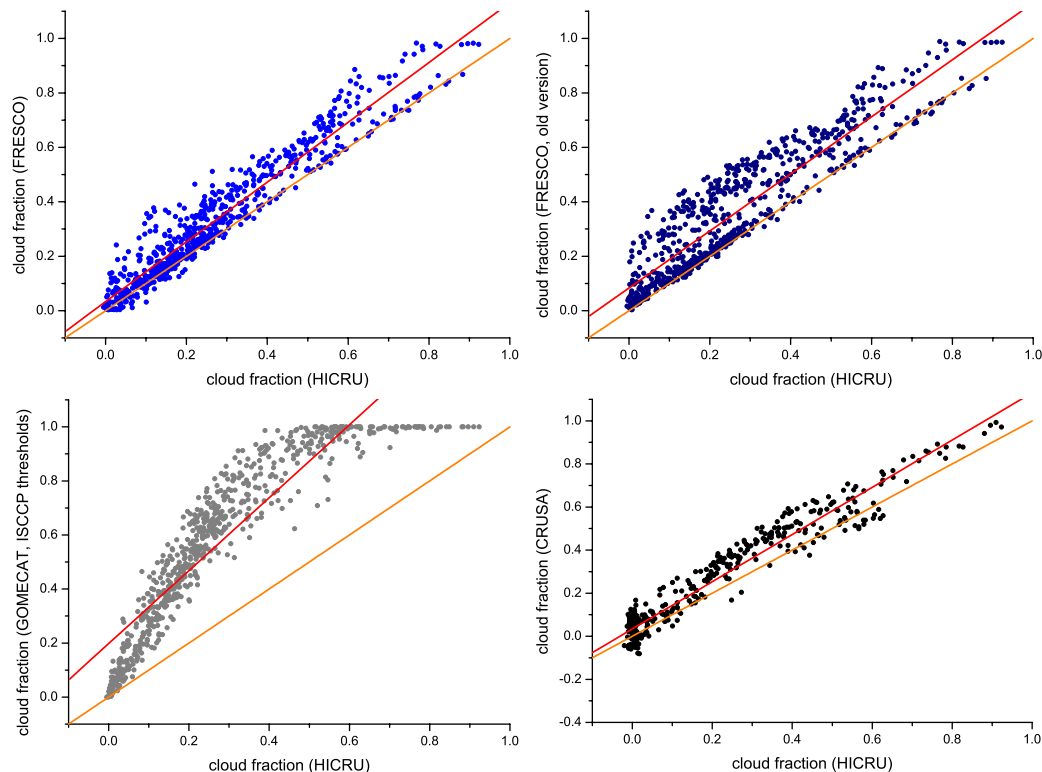 cloud fraction (FRESCO)
1.0
0.8
0.6
0.4
0.2
0.0
0.0 0.2 0.4 0.6 0.8 1.0
cloud fraction (HICRU)
cloud fraction (FRESCO, old version)
1.0
0.8
0.6
0.4
0.2
0.0
0.0 0.2 0.4 0.6 0.8 1.0
cloud fraction (HICRU)
cloud fraction (GOMECAT, ISCCP thresholds)
1.0
0.8
0.6
0.4
0.2
0.0
0.0 0.2 0.4 0.6 0.8 1.0
cloud fraction (HICRU)
cloud fraction (CRUSA)
1.0
0.8
0.6
0.4
0.2
0.0
-0.4
0.0 0.2 0.4 0.6 0.8 1.0
cloud fraction (HICRU)